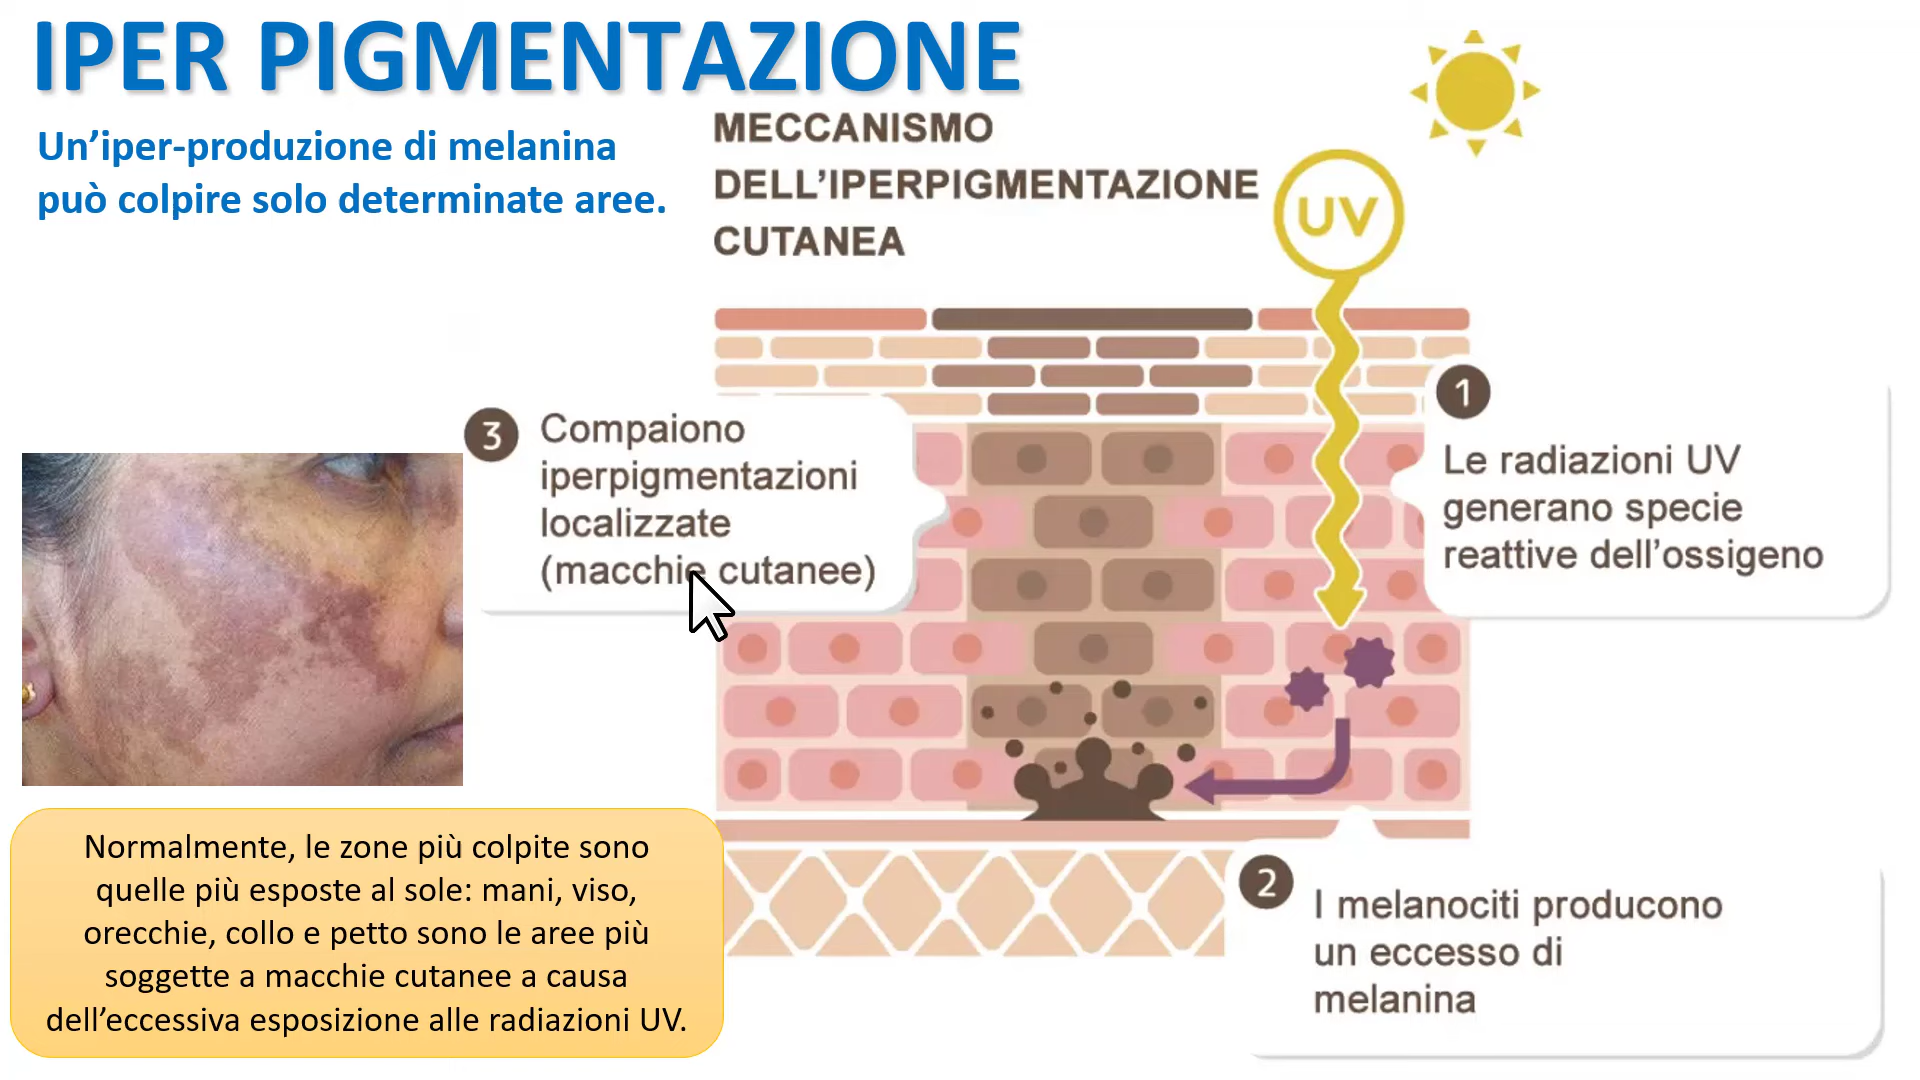 IPER PIGMENTAZIONE
Un’iper-produzione di melanina
può colpire solo determinate aree.
MECCANISMO
DELL’IPERPIGMENTAZIONE
CUTANEA
UV
1
Le radiazioni UV
generano specie
reattive dell’ossigeno
2
I melanociti producono
un eccesso di
melanina
3
Compaiono
iperpigmentazioni
localizzate
(macchie cutanee)
Normalmente, le zone più colpite sono
quelle più esposte al sole: mani, viso,
orecchie, collo e petto sono le aree più
soggette a macchie cutanee a causa
dell’eccessiva esposizione alle radiazioni UV.